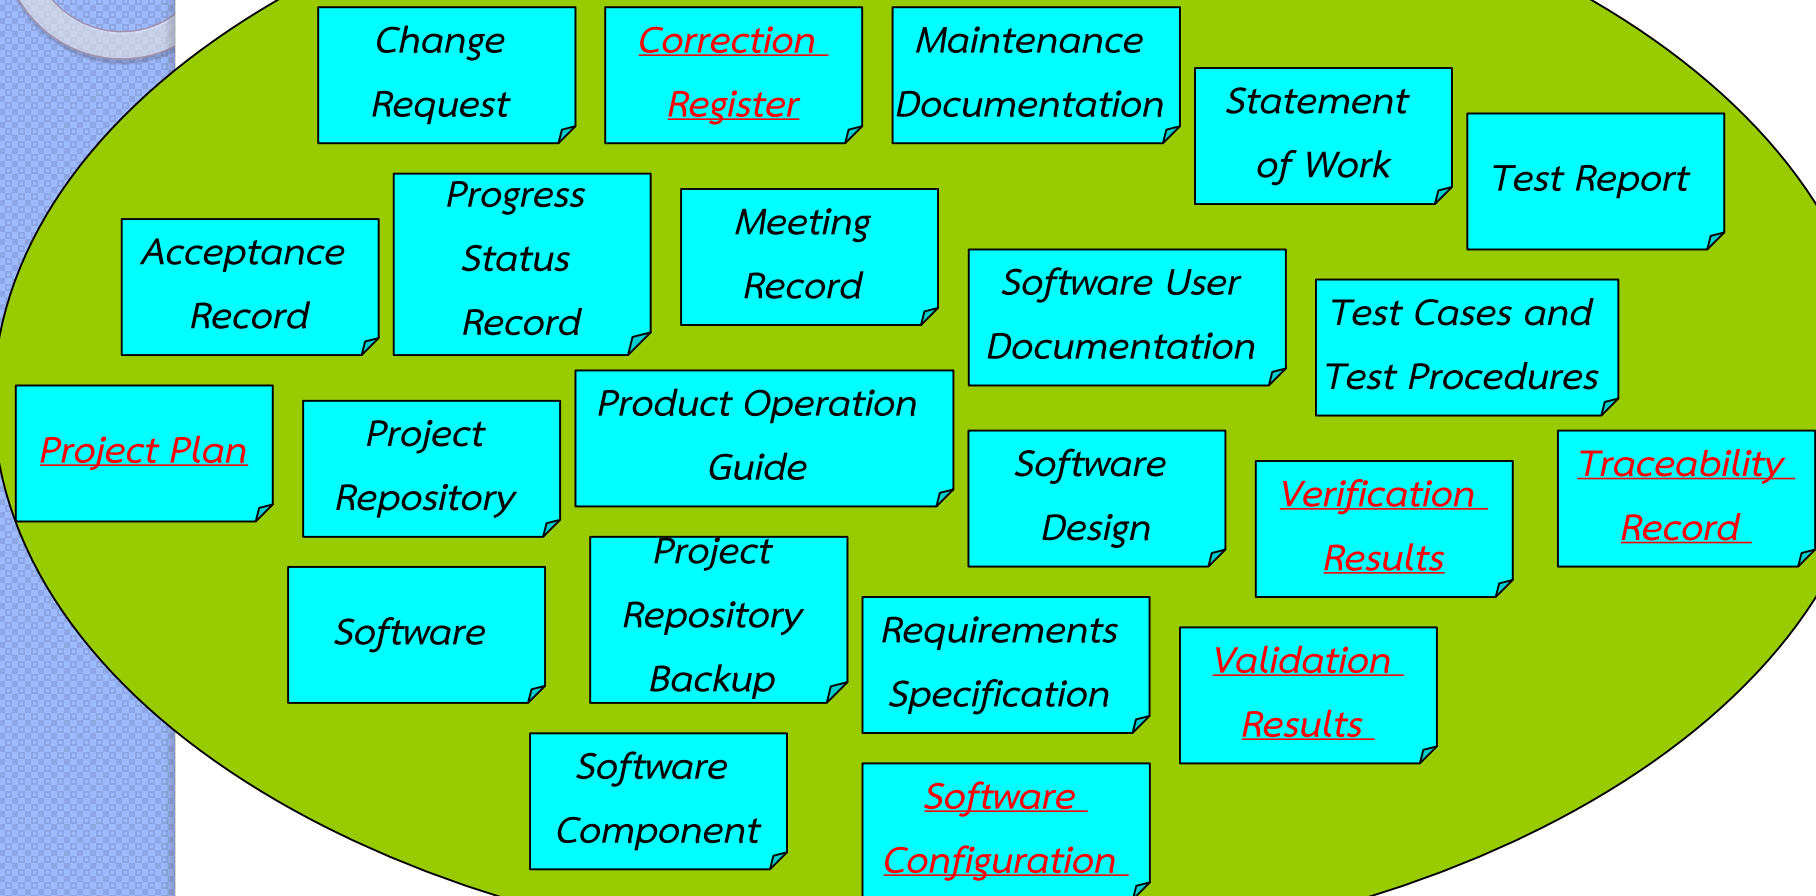 Change
Request
Correction
Register
Maintenance
Documentation
Statement
of Work
Test Report
Acceptance
Record
Progress
Status
Record
Meeting
Record
Software User
Documentation
Test Cases and
Test Procedures
Project Plan
Project
Repository
Product Operation
Guide
Software
Design
Verification
Results
Traceability
Record
Software
Project
Repository
Backup
Requirements
Specification
Validation
Results
Software
Component
Software
Configuration